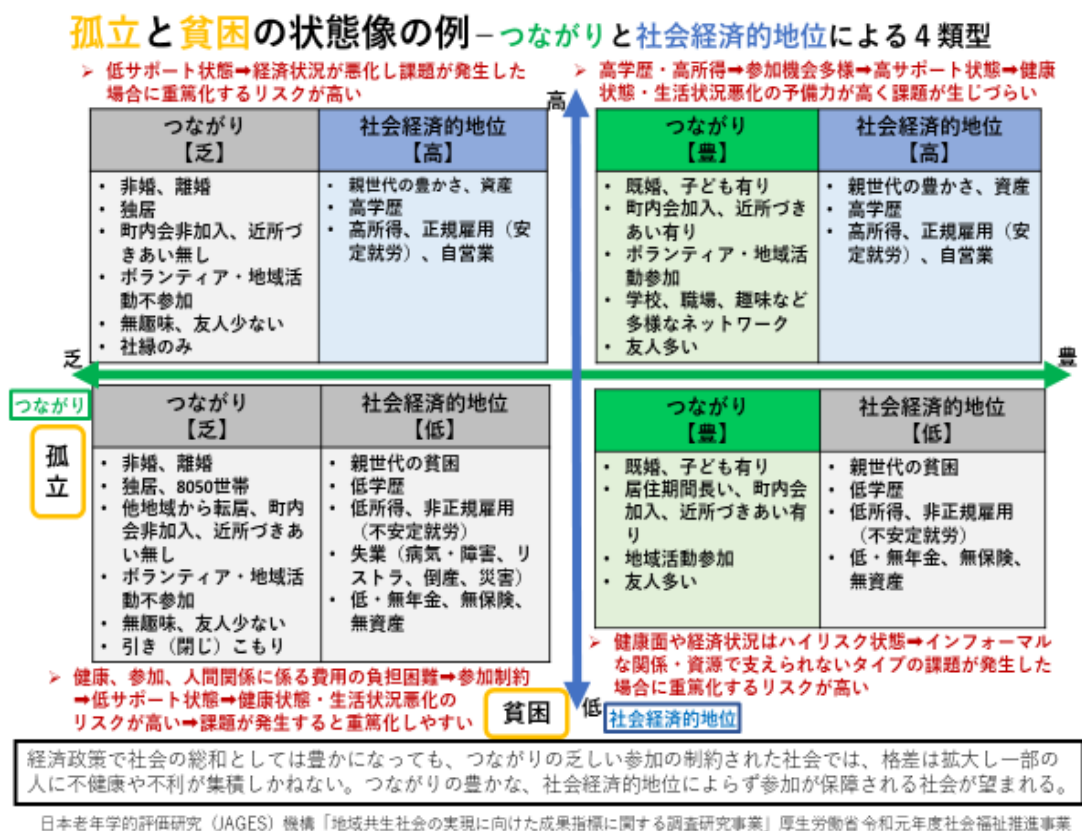 孤立と貧困の状態像の例–つながりと社会経済的地位による4類型
➢ 低サポート状態➡経済状況が悪化し課題が発生した
場合に重篤化するリスクが高い
➢ 高学歴・高所得➡参加機会多様➡高サポート状態➡健康
状態・生活状況悪化の予備力が高く課題が生じづらい
高
つながり
【乏】
・ 非婚、離婚
・ 独居
・ 町内会非加入、近所づ
きあい無し
・ ボランティア・地域活
動不参加
・ 無趣味、友人少ない
・ 社縁のみ
社会経済的地位
【高】
・ 親世代の豊かさ、資産
・ 高学歴
・ 高所得、正規雇用（安
定就労）、自営業
つながり
【豊】
・ 既婚、子ども有り
・ 町内会加入、近所づき
あい有り
・ ボランティア・地域活
動参加
・ 学校、職場、趣味など
多様なネットワーク
・ 友人多い
社会経済的地位
【高】
・ 親世代の豊かさ、資産
・ 高学歴
・ 高所得、正規雇用（安
定就労）、自営業
乏
豊
つながり
孤
立
つながり
【乏】
・ 非婚、離婚
・ 独居、8050世帯
・ 他地域から転居、町内
会非加入、近所づきあ
い無し
・ ボランティア・地域活
動不参加
・ 無趣味、友人少ない
・ 引き（閉じ）こもり
社会経済的地位
【低】
・ 親世代の貧困
・ 低学歴
・ 低所得、非正規雇用
（不安定就労）
・ 失業（病気・障害、リ
ストラ、倒産、災害）
・ 低・無年金、無保険、
無資産
つながり
【豊】
・ 既婚、子ども有り
・ 居住期間長い、町内会
加入、近所づきあい有
り
・ 地域活動参加
・ 友人多い
社会経済的地位
【低】
・ 親世代の貧困
・ 低学歴
・ 低所得、非正規雇用
（不安定就労）
・ 低・無年金、無保険、
無資産
➢ 健康、参加、人間関係に係る費用の負担困難➡参加制約
➡低サポート状態➡健康状態・生活状況悪化の
リスクが高い➡課題が発生すると重篤化しやすい
➢ 健康面や経済状況はハイリスク状態➡インフォーマル
な関係・資源で支えられないタイプの課題が発生した
場合に重篤化するリスクが高い
貧困
低
社会経済的地位
経済政策で社会の総和としては豊かになっても、つながりの乏しい参加の制約された社会では、格差は拡大し一部の
人に不健康や不利が集積しかねない。つながりの豊かな、社会経済的地位によらず参加が保障される社会が望まれる。
日本老年学的評価研究（JAGES）機構「地域共生社会の実現に向けた成果指標に関する調査研究事業」厚生労働省令和元年度社会福祉推進事業